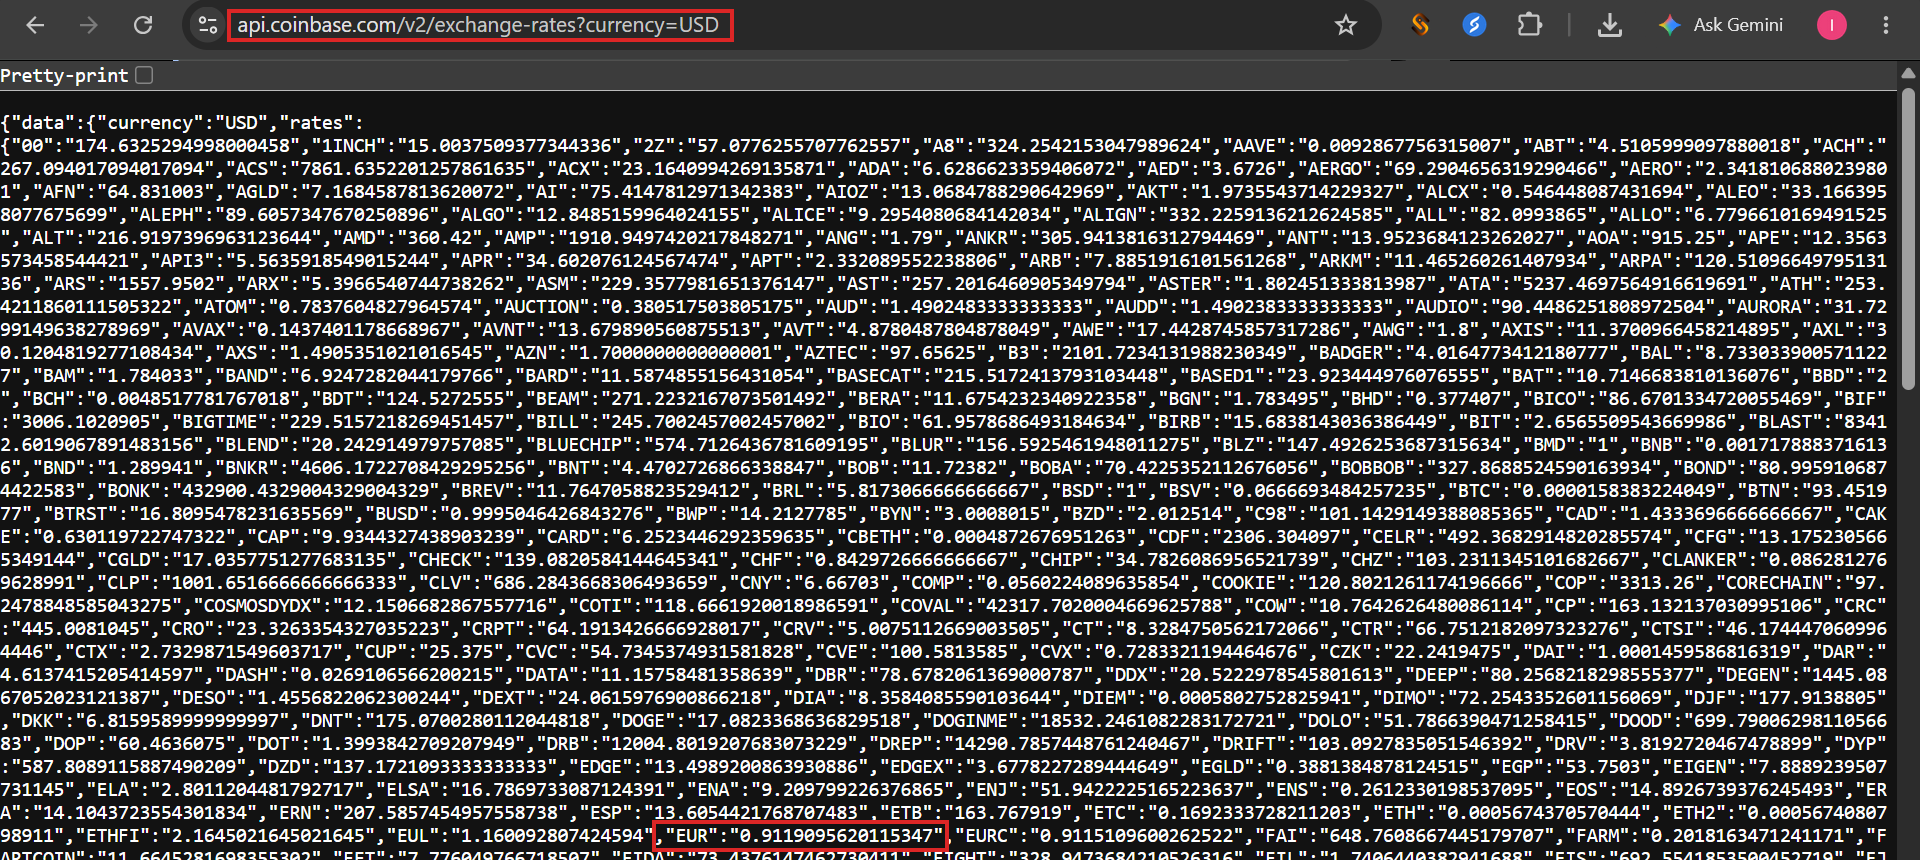 api.coinbase.com/v2/exchange-rates?currency=USD
Ask Gemini
I
Pretty-print
{"data":{"currency":"USD","rates":
{"00":"174.6325294998000458","1INCH":"15.0037509377344336","2Z":"57.0776255707762557","A8":"324.2542153047989624","AAVE":"0.0092867756315007","ABT":"4.5105999097880018","ACH":"
267.094017094017094","ACS":"7861.6352201257861635","ACX":"23.1640994269135871","ADA":"6.6286623359406072","AED":"3.6726","AERGO":"69.2904656319290466","AERO":"2.341810688023980
1","AFN":"64.831003","AGLD":"7.1684587813620072","AI":"75.4147812971342383","AIOZ":"13.0684788290642969","AKT":"1.9735543714229327","ALCX":"0.546448087431694","ALEO":"33.166395
8077675699","ALEPH":"89.6057347670250896","ALGO":"12.8485159964024155","ALICE":"9.2954080684142034","ALIGN":"332.2259136212624585","ALL":"82.0993865","ALLO":"6.7796610169491525
","ALT":"216.9197396963123644","AMD":"360.42","AMP":"1910.9497420217848271","ANG":"1.79","ANKR":"305.9413816312794469","ANT":"13.9523684123262027","AOA":"915.25","APE":"12.3563
573458544421","API3":"5.5635918549015244","APR":"34.602076124567474","APT":"2.332089552238806","ARB":"7.8851916101561268","ARKM":"11.465260261407934","ARPA":"120.510966497951 31
36","ARS":"1557.9502","ARX":"5.3966540744738262","ASM":"229.3577981651376147","AST":"257.2016460905349794","ASTER":"1.802451333813987","ATA":"5237.4697564916619691","ATH":"253.
4211860111505322","ATOM":"0.7837604827964574","AUCTION":"0.3805175038051 75","AUD":"1.4902483333333333","AUDD":"1.4902383333333333","AUDIO":"90.4486251808972504","AURORA":"31.72
99149638278969","AVAX":"0.1437401178668967","AVNT":"13.679890560875513","AVT":"4.8780487804878049","AWE":"17.4428745857317286","AWG":"1.8","AXIS":"11.3700966458214895","AXL":"3
0.1204819277108434","AXS":"1.4905351021016545","AZN":"1.7000000000000001","AZTEC":"97.65625","B3":"2101.7234131988230349","BADGER":"4.0164773412180777","BAL":"8.733033900571122
7","BAM":"1.784033","BAND":"6.9247282044179766","BARD":"11.5874855156431054","BASECAT":"215.5172413793103448","BASED1":"23.923444976076555","BAT":"10.7146683810136076","BBD":"2
","BCH":"0.0048517781767018","BDT":"124.5272555","BEAM":"271.2232167073501492","BERA":"11.6754232340922358","BGN":"1.783495","BHD":"0.377407","BICO":"86.6701334720055469","BIF"
:"3006.1020905","BIGTIME":"229.5157218269451457","BILL":"245.7002457002457002","BIO":"61.9578686493184634","BIRB":"15.6838143036386449","BIT":"2.6565509543669986","BLAST":"8341
2.6019067891483156","BLEND":"20.242914979757085","BLUECHIP":"574.7126436781609195","BLUR":"156.5925461948011275","BLZ":"147.4926253687315634","BMD":"1","BNB":"0.001717888371613
6","BND":"1.289941","BNKR":"4606.1722708429295256","BNT":"4.4702726866338847","BOB":"11.72382","BOBA":"70.4225352112676056","BOBBOB":"327.8688524590163934","BOND":"80.995910687
4422583","BONK":"432900.4329004329004329","BREV":"11.7647058823529412","BRL":"5.8173066666666667","BSD":"1","BSV":"0.0666693484257235","BTC":"0.0000158383224049","BTN":"93.4519
77","BTRST":"16.8095478231635569","BUSD":"0.9995046426843276","BWP":"14.2127785","BYN":"3.0008015","BZD":"2.012514","C98":"101.1429149388085365","CAD":"1.4333696666666667","CAK
E":"0.630119722747322","CAP":"9.9344327438903239","CARD":"6.2523446292359635","CBETH":"0.0004872676951263","CDF":"2306.304097","CELR":"492.3682914820285574","CFG":"13.175230566
5349144","CGLD":"17.0357751277683135","CHECK":"139.0820584144645341","CHF":"0.8429726666666667","CHIP":"34.7826086956521739","CHZ":"103.2311345101682667","CLANKER":"0.086281276
9628991","CLP":"1001.6516666666666333","CLV":"686.2843668306493659","CNY":"6.66703","COMP":"0.0560224089635854","COOKIE":"120.8021261174196666","COP":"3313.26","CORECHAIN":"97.
2478848585043275","COSMOSDYDX":"12.1506682867557716","COTI":"118.6661920018986591","COVAL":"42317.7020004669625788","COW":"10.7642626480086114","CP":"163.132137030995106","CRC"
:"445.0081045","CRO":"23.3263354327035223","CRPT":"64.1913426666928017","CRV":"5.0075112669003505","CT":"8.3284750562172066","CTR":"66.7512182097323276","CTSI":"46.174447060996
4446","CTX":"2.7329871549603717","CUP":"25.375","CVC":"54.7345374931581828","CVE":"100.5813585","CVX":"0.7283321194464676","CZK":"22.2419475","DAI":"1.0001459586816319","DAR":"
4.6137415205414597","DASH":"0.0269106566200215","DATA":"11.15758481358639","DBR":"78.6782061369000787","DDX":"20.5222978545801613","DEEP":"80.2568218298555377","DEGEN":"1445.08
67052023121387","DESO":"1.4556822062300244","DEXT":"24.0615976900866218","DIA":"8.3584085590103644","DIEM":"0.0005802752825941","DIMO":"72.2543352601156069","DJF":"177.9138805"
,"DKK":"6.8159589999999997","DNT":"175.0700280112044818","DOGE":"17.0823368636829518","DOGINME":"18532.2461082283172721","DOLO":"51.7866390471258415","DOOD":"699.79006298110566
83","DOP":"60.4636075","DOT":"1.3993842709207949","DRB":"12004.8019207683073229","DREP":"14290.7857448761240467","DRIFT":"103.0927835051546392","DRV":"3.8192720467478899","DYP"
:"587.8089115887490209","DZD":"137.1721093333333333","EDGE":"13.4989200863930886","EDGEX":"3.6778227289444649","EGLD":"0.3881384878124515","EGP":"53.7503","EIGEN":"7.8889239507
731145","ELA":"2.8011204481792717","ELSA":"16.7869733087124391","ENA":"9.209799226376865","ENJ":"51.9422225165223637","ENS":"0.2612330198537095","EOS":"14.8926739376245493","ER
A":"14.1043723554301834","ERN":"207.5857454957558738","ESP":"13.6054421768707483","ETB":"163.767919","ETC":"0.1692333728211203","ETH":"0.0005674370570444","ETH2":"0.00056740807
98911","ETHFI":"2.1645021645021645","EUL":"1.160092807424594","EUR":"0.9119095620115347","EURC":"0.9115109600262522","FAI":"648.7608667445179707","FARM":"0.2018163471241171","F